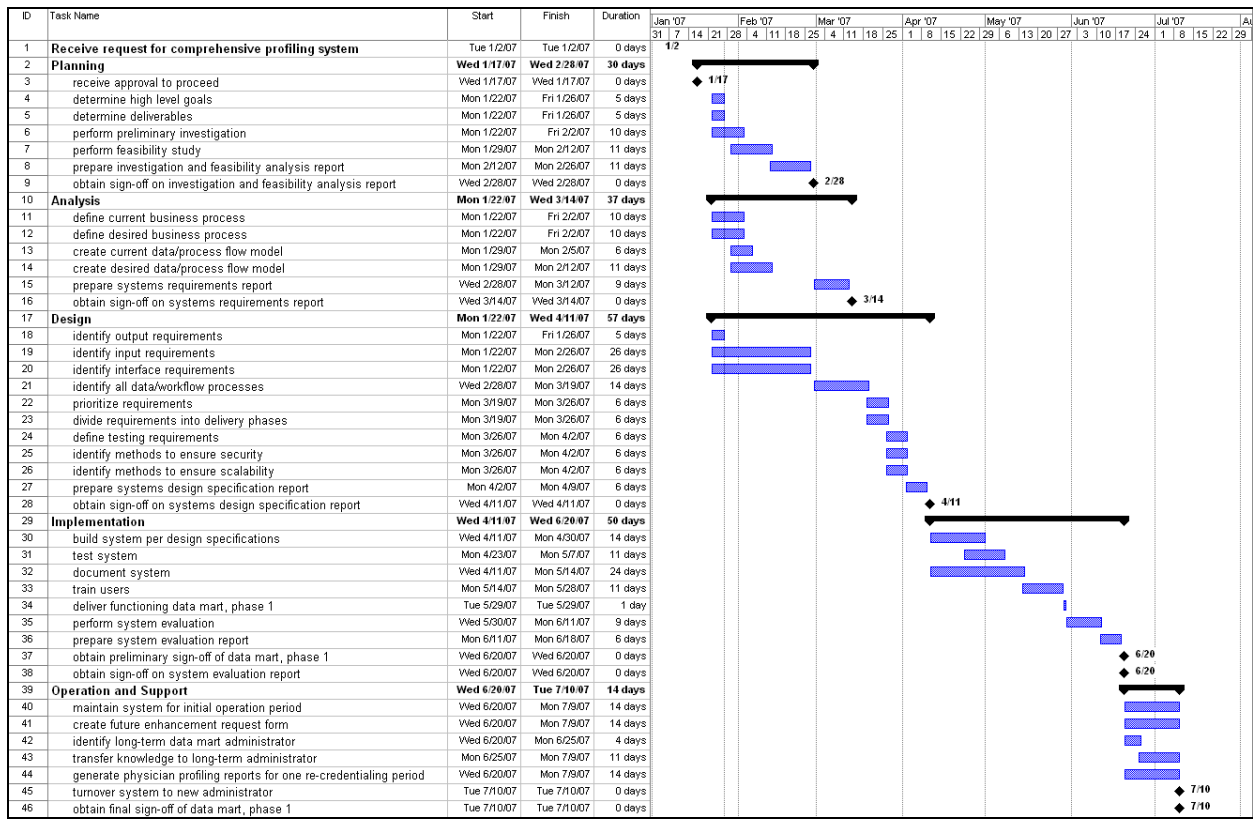 ID Task Name Start Finish Duration Jan '07 Feb '07 Mar '07 Apr '07 May '07 Jun '07 Jul '07 Au
31 7 14 21 28 4 11 18 25 4 11 18 25 1 8 15 22 29 6 13 20 27 3 10 17 24 1 8 15 22 29
1 Receive request for comprehensive profiling system Tue 1/2/07 Tue 1/2/07 0 days 1/2
2 Planning Wed 1/17/07 Wed 2/28/07 30 days
3 receive approval to proceed Wed 1/17/07 Wed 1/17/07 0 days 1/17
4 determine high level goals Mon 1/22/07 Fri 1/26/07 5 days
5 determine deliverables Mon 1/22/07 Fri 1/26/07 5 days
6 perform preliminary investigation Mon 1/22/07 Fri 2/2/07 10 days
7 perform feasibility study Mon 1/29/07 Mon 2/12/07 11 days
8 prepare investigation and feasibility analysis report Mon 2/12/07 Mon 2/26/07 11 days
9 obtain sign-off on investigation and feasibility analysis report Wed 2/28/07 Wed 2/28/07 0 days 2/28
10 Analysis Mon 1/22/07 Wed 3/14/07 37 days
11 define current business process Mon 1/22/07 Fri 2/2/07 10 days
12 define desired business process Mon 1/22/07 Fri 2/2/07 10 days
13 create current data/process flow model Mon 1/29/07 Mon 2/5/07 6 days
14 create desired data/process flow model Mon 1/29/07 Mon 2/12/07 11 days
15 prepare systems requirements report Wed 2/28/07 Mon 3/12/07 9 days
16 obtain sign-off on systems requirements report Wed 3/14/07 Wed 3/14/07 0 days 3/14
17 Design Mon 1/22/07 Wed 4/11/07 57 days
18 identify output requirements Mon 1/22/07 Fri 1/26/07 5 days
19 identify input requirements Mon 1/22/07 Mon 2/26/07 26 days
20 identify interface requirements Mon 1/22/07 Mon 2/26/07 26 days
21 identify all data/workflow processes Wed 2/28/07 Mon 3/19/07 14 days
22 prioritize requirements Mon 3/19/07 Mon 3/26/07 6 days
23 divide requirements into delivery phases Mon 3/19/07 Mon 3/26/07 6 days
24 define testing requirements Mon 3/26/07 Mon 4/2/07 6 days
25 identify methods to ensure security Mon 3/26/07 Mon 4/2/07 6 days
26 identify methods to ensure scalability Mon 3/26/07 Mon 4/2/07 6 days
27 prepare systems design specification report Mon 4/2/07 Mon 4/9/07 6 days
28 obtain sign-off on systems design specification report Wed 4/11/07 Wed 4/11/07 0 days 4/11
29 Implementation Wed 4/11/07 Wed 6/20/07 50 days
30 build system per design specifications Wed 4/11/07 Mon 4/30/07 14 days
31 test system Mon 4/23/07 Mon 5/7/07 11 days
32 document system Wed 4/11/07 Mon 5/14/07 24 days
33 train users Mon 5/14/07 Mon 5/28/07 11 days
34 deliver functioning data mart, phase 1 Tue 5/29/07 Tue 5/29/07 1 day
35 perform system evaluation Wed 5/30/07 Mon 6/11/07 9 days
36 prepare system evaluation report Mon 6/11/07 Mon 6/18/07 6 days
37 obtain preliminary sign-off of data mart, phase 1 Wed 6/20/07 Wed 6/20/07 0 days 6/20
38 obtain sign-off on system evaluation report Wed 6/20/07 Wed 6/20/07 0 days 6/20
39 Operation and Support Wed 6/20/07 Tue 7/10/07 14 days
40 maintain system for initial operation period Wed 6/20/07 Mon 7/9/07 14 days
41 create future enhancement request form Wed 6/20/07 Mon 7/9/07 14 days
42 identify long-term data mart administrator Wed 6/20/07 Mon 6/25/07 4 days
43 transfer knowledge to long-term administrator Mon 6/25/07 Mon 7/9/07 11 days
44 generate physician profiling reports for one re-credentialing period Wed 6/20/07 Mon 7/9/07 14 days
45 turnover system to new administrator Tue 7/10/07 Tue 7/10/07 0 days 7/10
46 obtain final sign-off of data mart, phase 1 Tue 7/10/07 Tue 7/10/07 0 days 7/10